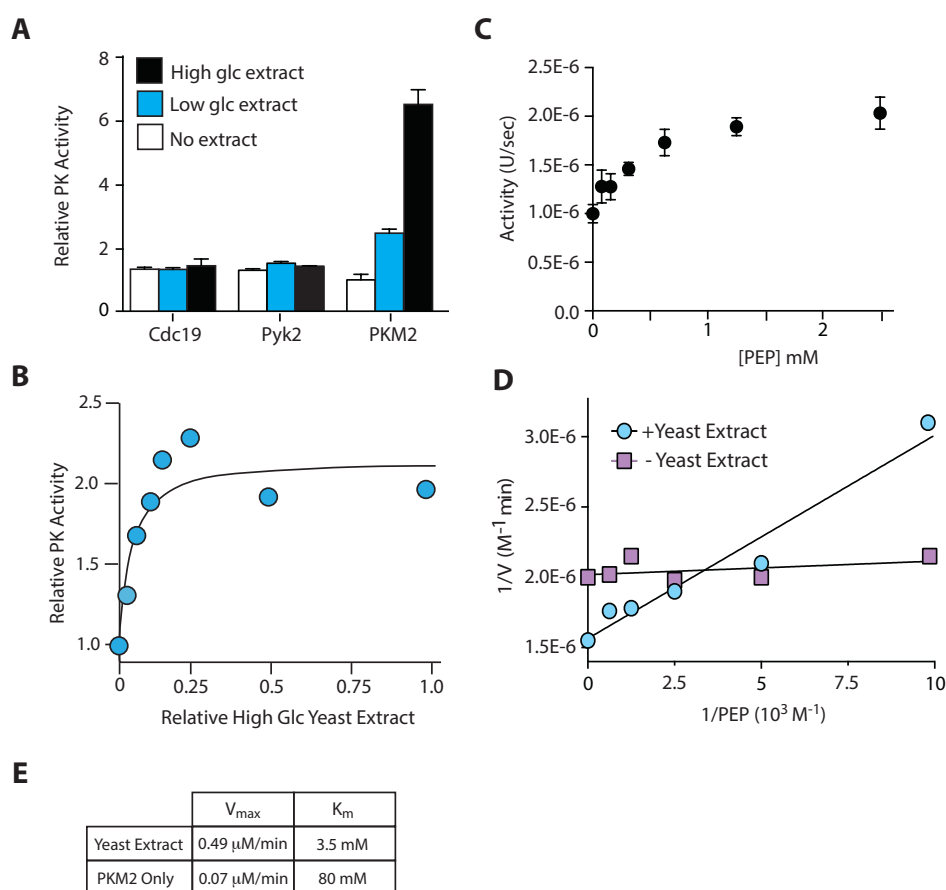 A
8
6
4
2
0
Relative PK Activity
High glc extract
Low glc extract
No extract
Cdc19
Pyk2
PKM2
B
2.5
2.0
1.5
1.0
Relative PK Activity
0
0.25
0.5
0.75
1.0
Relative High Glc Yeast Extract
C
2.5E-6
2.0E-6
1.5E-6
1.0E-6
0.5E-6
0.0
Activity (U/sec)
0
1
2
[PEP] mM
D
3.0E-6
2.5E-6
2.0E-6
1.5E-6
1/V (M⁻¹ min)
+Yeast Extract
- Yeast Extract
0
2.5
5
7.5
10
1/PEP (10³ M⁻¹)
E
Vmax Km
Yeast Extract 0.49 μM/min 3.5 mM
PKM2 Only 0.07 μM/min 80 mM